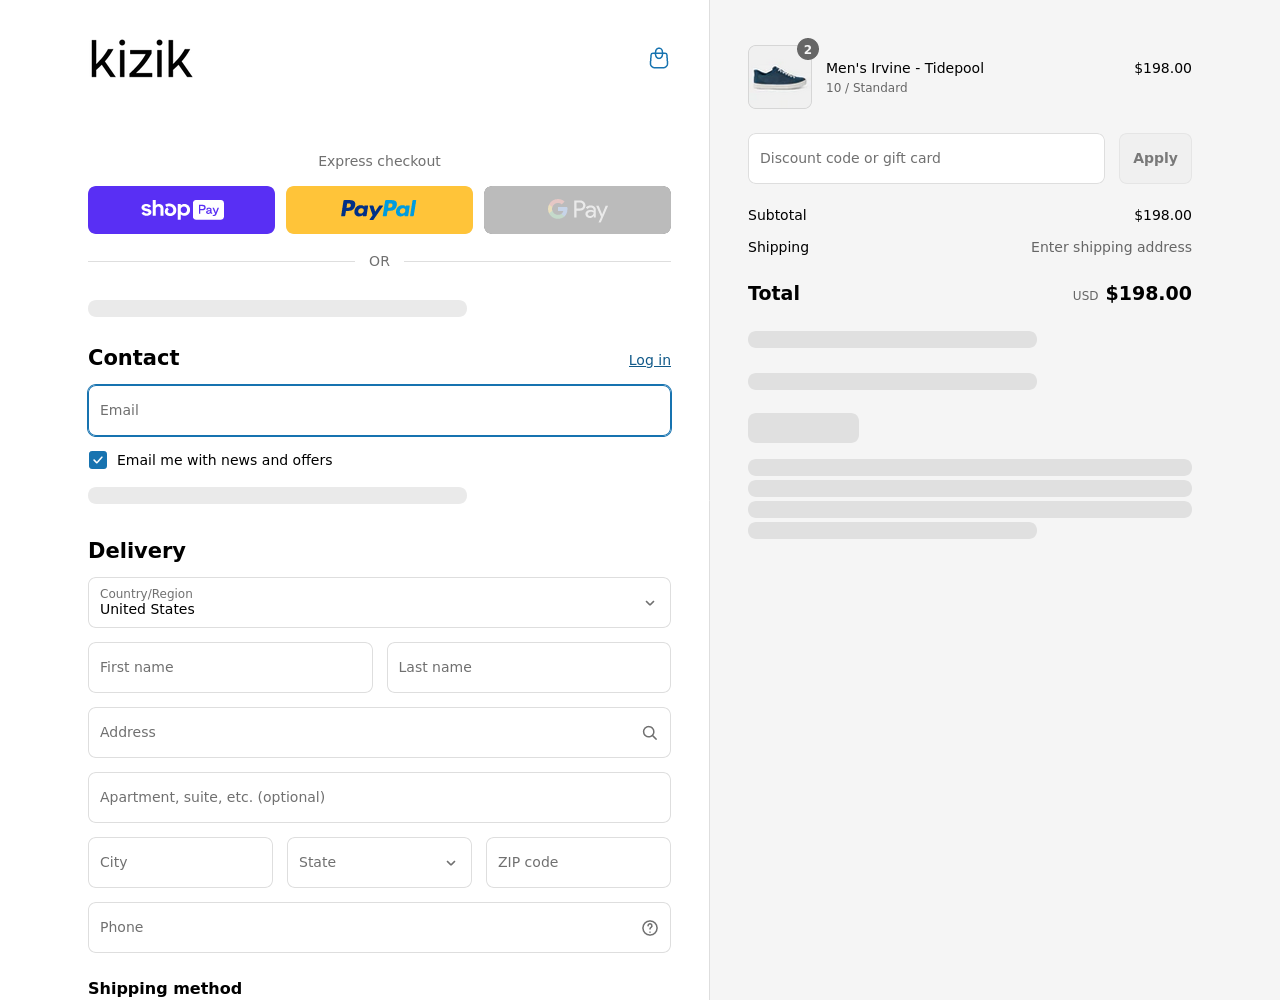 kizik
Express checkout
shop Pay
PayPal
G Pay
OR
Contact
Log in
Email
Email me with news and offers
Delivery
Country/Region
United States
First name
Last name
Address
Apartment, suite, etc. (optional)
City
State
ZIP code
Phone
Shipping method
2
Men's Irvine - Tidepool
$198.00
10 / Standard
Discount code or gift card
Apply
Subtotal
$198.00
Shipping
Enter shipping address
Total
USD $198.00